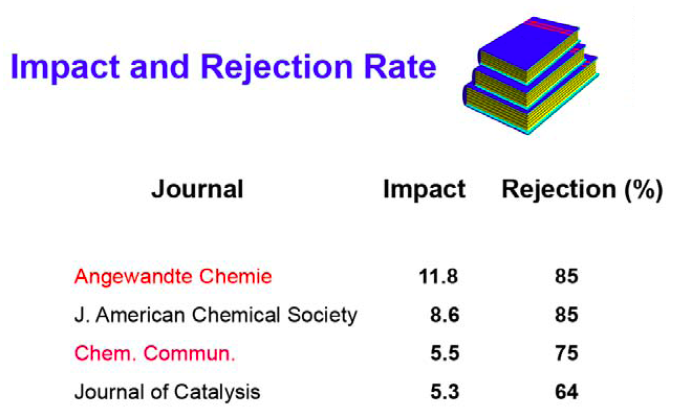 Impact and Rejection Rate
Journal Impact Rejection (%)
Angewandte Chemie 11.8 85
J. American Chemical Society 8.6 85
Chem. Commun. 5.5 75
Journal of Catalysis 5.3 64